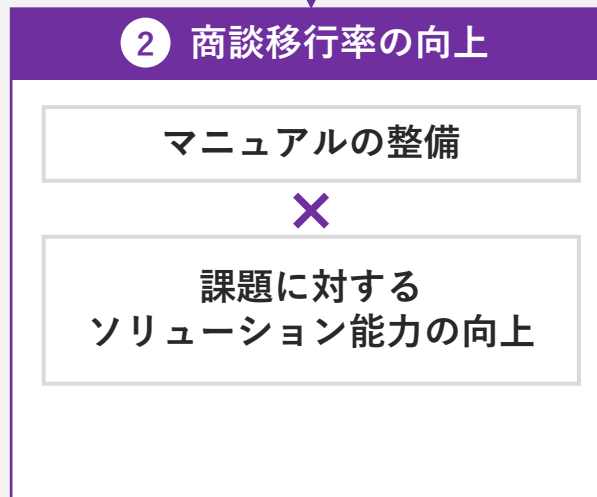 2 商談移行率の向上
マニュアルの整備
×
課題に対する
ソリューション能力の向上